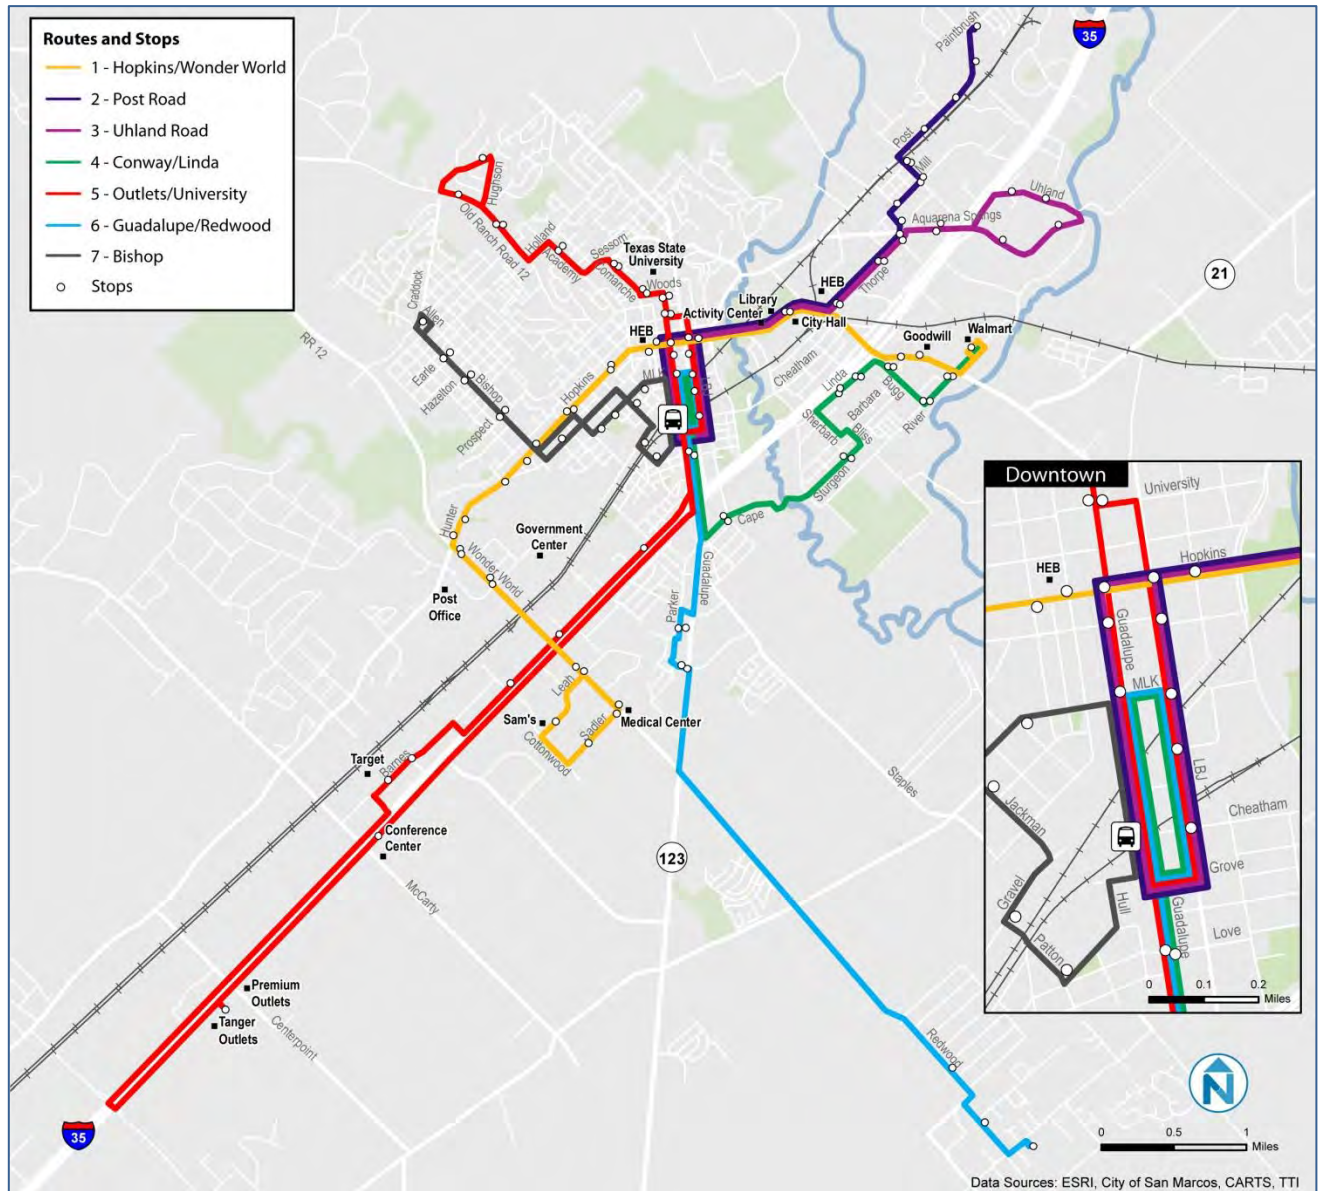 Routes and Stops
1 - Hopkins/Wonder World
2 - Post Road
3 - Uhland Road
4 - Conway/Linda
5 - Outlets/University
6 - Guadalupe/Redwood
7 - Bishop
Stops
35
Paintbrush
Post
Mill
Uhland
Aquarena Springs
Thorpe
21
Hughson
Old Ranch Road 12
Holland
Academy
Sessom
Comanche
Woods
Texas State
University
HEB
Library
Activity Center
City Hall
HEB
Goodwill
Walmart
Cheatham
Craddock
Allen
RR 12
Earle
Hazelton
Bishop
Prospect
Hopkins
MLK
LBJ
Linda
Barbara
Bugg
River
Sherbarb
Bliss
Sturgeon
Cape
Hunter
Wonder World
Government
Center
Post
Office
Guadalupe
Parker
Leah
Sam's
Sadler
Medical Center
Cottonwood
Staples
Target
Barnes
Conference
Center
McCarty
123
Premium
Outlets
Tanger
Outlets
Centerpoint
Redwood
35
Downtown
University
Hopkins
HEB
Guadalupe
MLK
LBJ
Jackman
Cheatham
Grove
Gravel
Hull
Patton
Guadalupe
Love
0 0.1 0.2
Miles
N
0 0.5 1
Miles
Data Sources: ESRI, City of San Marcos, CARTS, TTI